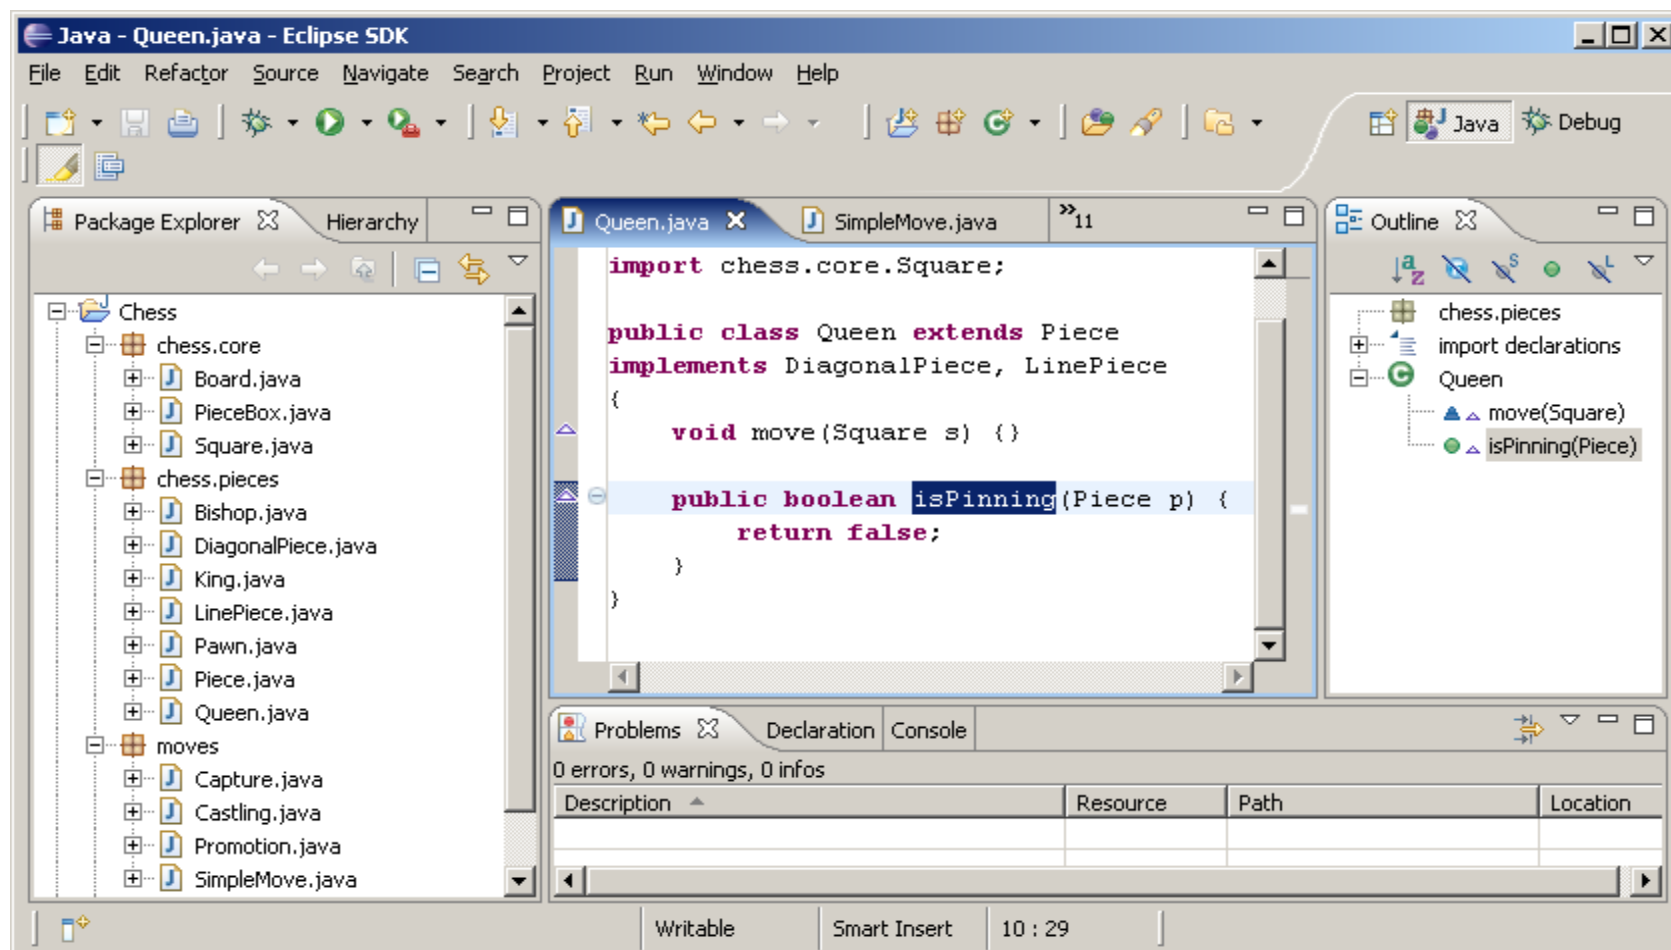 Java - Queen.java - Eclipse SDK
File Edit Refactor Source Navigate Search Project Run Window Help
Java Debug
Package Explorer Hierarchy
Chess
chess.core
Board.java
PieceBox.java
Square.java
chess.pieces
Bishop.java
DiagonalPiece.java
King.java
LinePiece.java
Pawn.java
Piece.java
Queen.java
moves
Capture.java
Castling.java
Promotion.java
SimpleMove.java
Queen.java SimpleMove.java »11
import chess.core.Square;
public class Queen extends Piece
implements DiagonalPiece, LinePiece
{
void move(Square s) {}
public boolean isPinning(Piece p) {
return false;
}
}
Outline
chess.pieces
import declarations
Queen
move(Square)
isPinning(Piece)
Problems Declaration Console
0 errors, 0 warnings, 0 infos
Description Resource Path Location
Writable Smart Insert 10 : 29